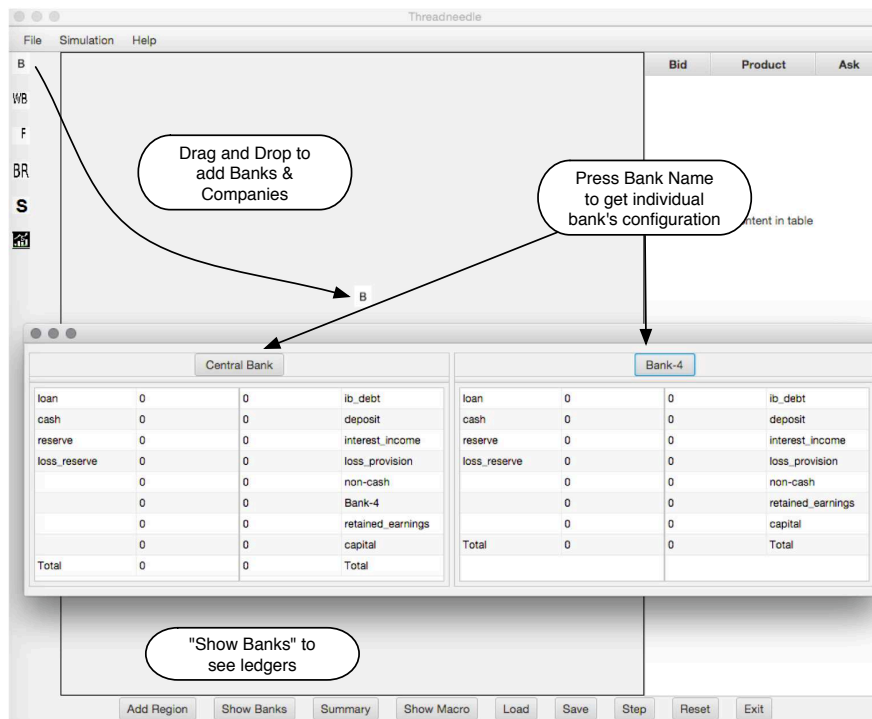 Threadneedle
File Simulation Help
B
WB
F
BR
S
Bid Product Ask
Drag and Drop to
add Banks &
Companies
Press Bank Name
to get individual
bank's configuration
in table
B
Central Bank
loan 0 0 ib_debt
cash 0 0 deposit
reserve 0 0 interest_income
loss_reserve 0 0 loss_provision
0 0 non-cash
0 0 Bank-4
0 0 retained_earnings
0 0 capital
Total 0 0 Total
Bank-4
loan 0 0 ib_debt
cash 0 0 deposit
reserve 0 0 interest_income
loss_reserve 0 0 loss_provision
0 0 non-cash
0 0 retained_earnings
0 0 capital
Total 0 0 Total
"Show Banks" to
see ledgers
Add Region Show Banks Summary Show Macro Load Save Step Reset Exit